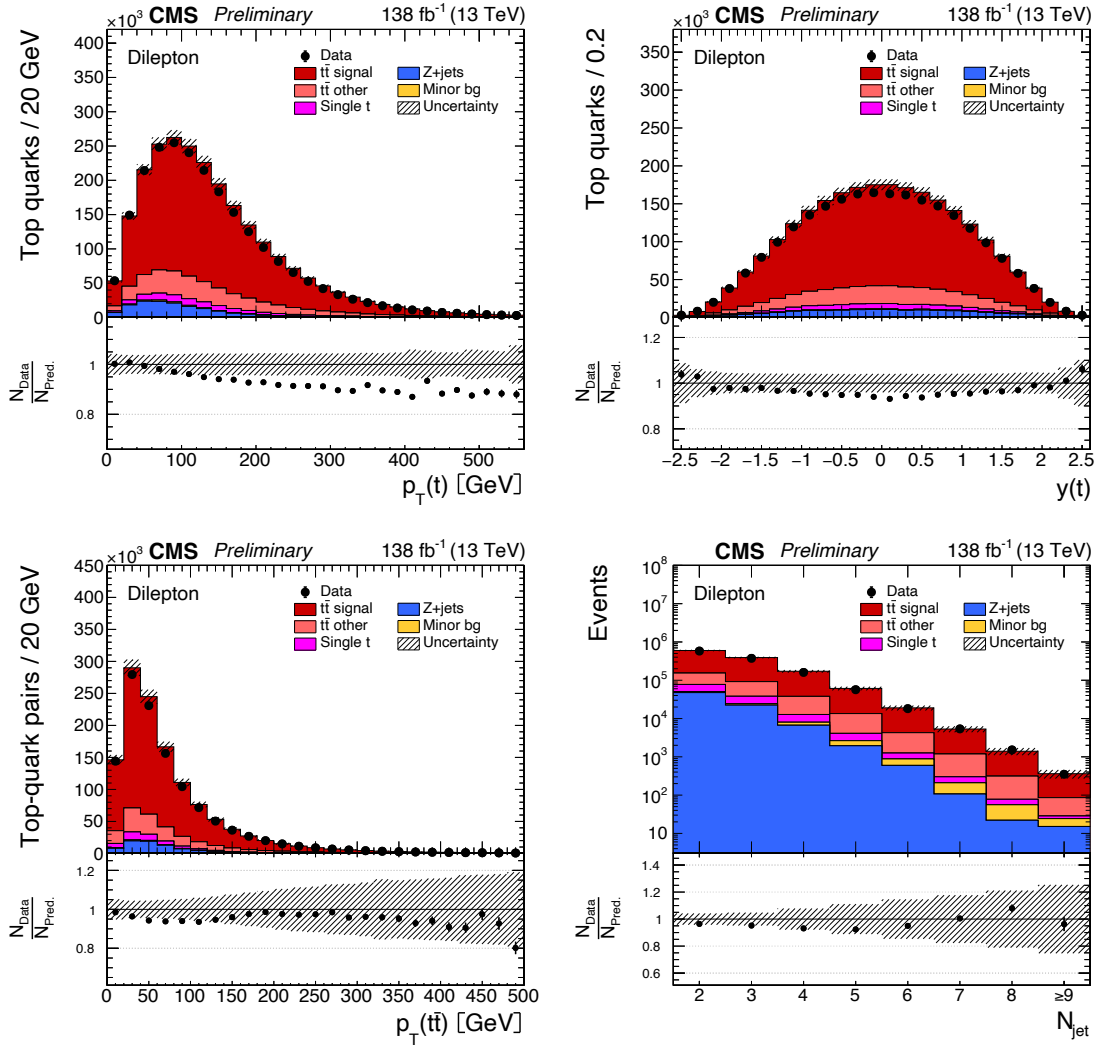 CMS Preliminary 138 fb⁻¹ (13 TeV)
×10³
Dilepton
Data
tt̄ signal Z+jets
tt̄ other Minor bg
Single t Uncertainty
Top quarks / 20 GeV
400
350
300
250
200
150
100
50
0
N_Data / N_Pred.
1
0.8
0 100 200 300 400 500
p_T(t) [GeV]
CMS Preliminary 138 fb⁻¹ (13 TeV)
×10³
Dilepton
Data
tt̄ signal Z+jets
tt̄ other Minor bg
Single t Uncertainty
Top quarks / 0.2
350
300
250
200
150
100
50
0
N_Data / N_Pred.
1.2
1
0.8
−2.5 −2 −1.5 −1 −0.5 0 0.5 1 1.5 2 2.5
y(t)
CMS Preliminary 138 fb⁻¹ (13 TeV)
×10³
Dilepton
Data
tt̄ signal Z+jets
tt̄ other Minor bg
Single t Uncertainty
Top-quark pairs / 20 GeV
450
400
350
300
250
200
150
100
50
0
N_Data / N_Pred.
1.2
1
0.8
0 50 100 150 200 250 300 350 400 450 500
p_T(tt̄) [GeV]
CMS Preliminary 138 fb⁻¹ (13 TeV)
Dilepton
Data
tt̄ signal Z+jets
tt̄ other Minor bg
Single t Uncertainty
Events
10⁸
10⁷
10⁶
10⁵
10⁴
10³
10²
10
N_Data / N_Pred.
1.4
1.2
1
0.8
0.6
2 3 4 5 6 7 8 ≥9
N_jet